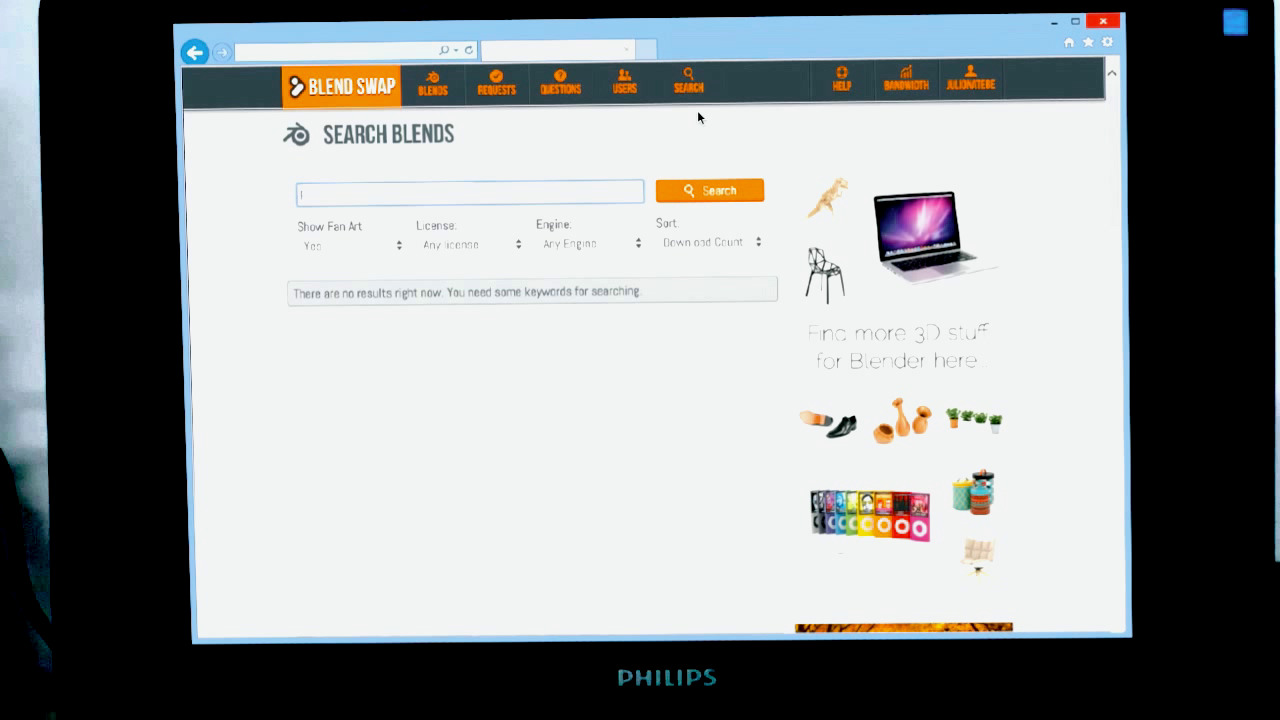 BLEND SWAP
BLENDS
REQUESTS
QUESTIONS
USERS
SEARCH
HELP
BANDWIDTH
SEARCH BLENDS
Search
Show Fan Art
License:
Engine:
Sort:
Yes
Any license
Any Engine
Download Count
There are no results right now. You need some keywords for searching.
Find more 3D stuff
for Blender here
PHILIPS